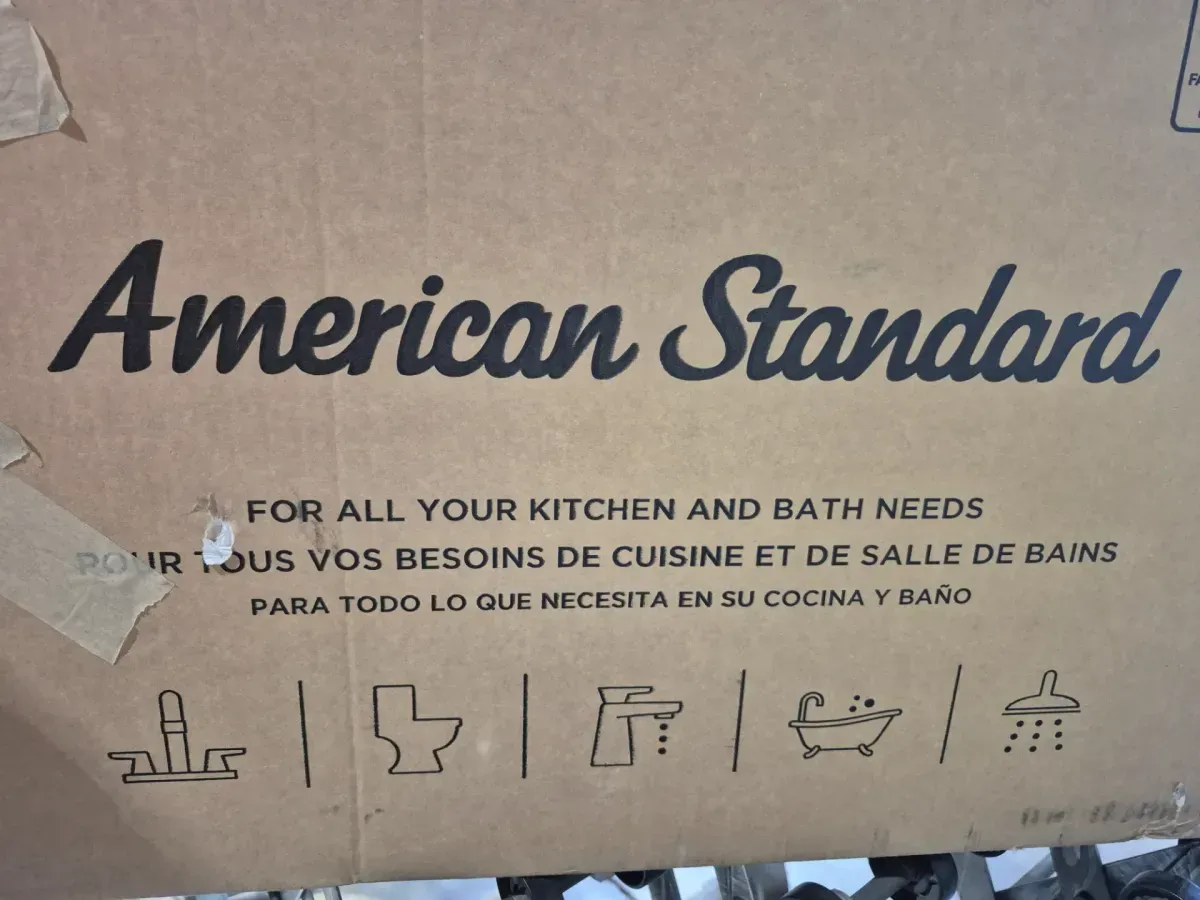 American Standard
FOR ALL YOUR KITCHEN AND BATH NEEDS
POUR TOUS VOS BESOINS DE CUISINE ET DE SALLE DE BAINS
PARA TODO LO QUE NECESITA EN SU COCINA Y BAÑO